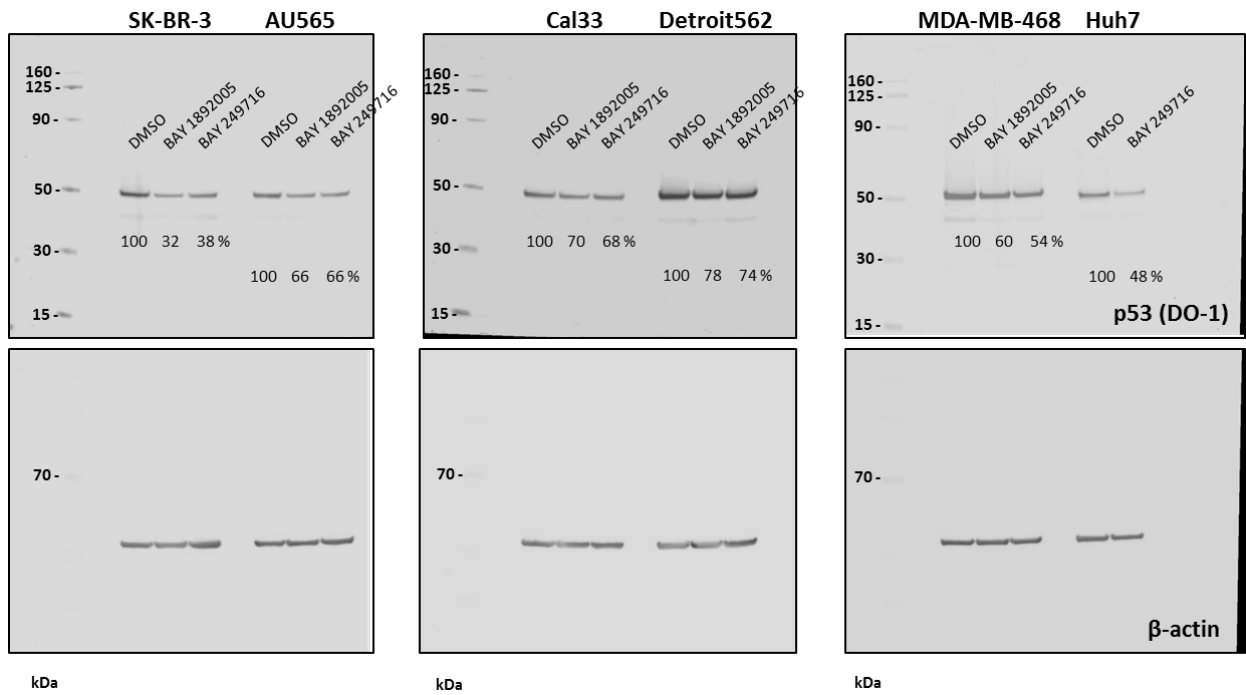 SK-BR-3 AU565
160 -
125 -
90 -
50 -
30 -
15 -
DMSO
BAY 1892005
BAY 249716
DMSO
BAY 1892005
BAY 249716
100 32 38 %
100 66 66 %
70 -
kDa
Cal33 Detroit562
160 -
125 -
90 -
50 -
30 -
15 -
DMSO
BAY 1892005
BAY 249716
DMSO
BAY 1892005
BAY 249716
100 70 68 %
100 78 74 %
70 -
kDa
MDA-MB-468 Huh7
160 -
125 -
90 -
50 -
30 -
15 -
DMSO
BAY 1892005
BAY 249716
DMSO
BAY 249716
100 60 54 %
100 48 %
p53 (DO-1)
70 -
β-actin
kDa